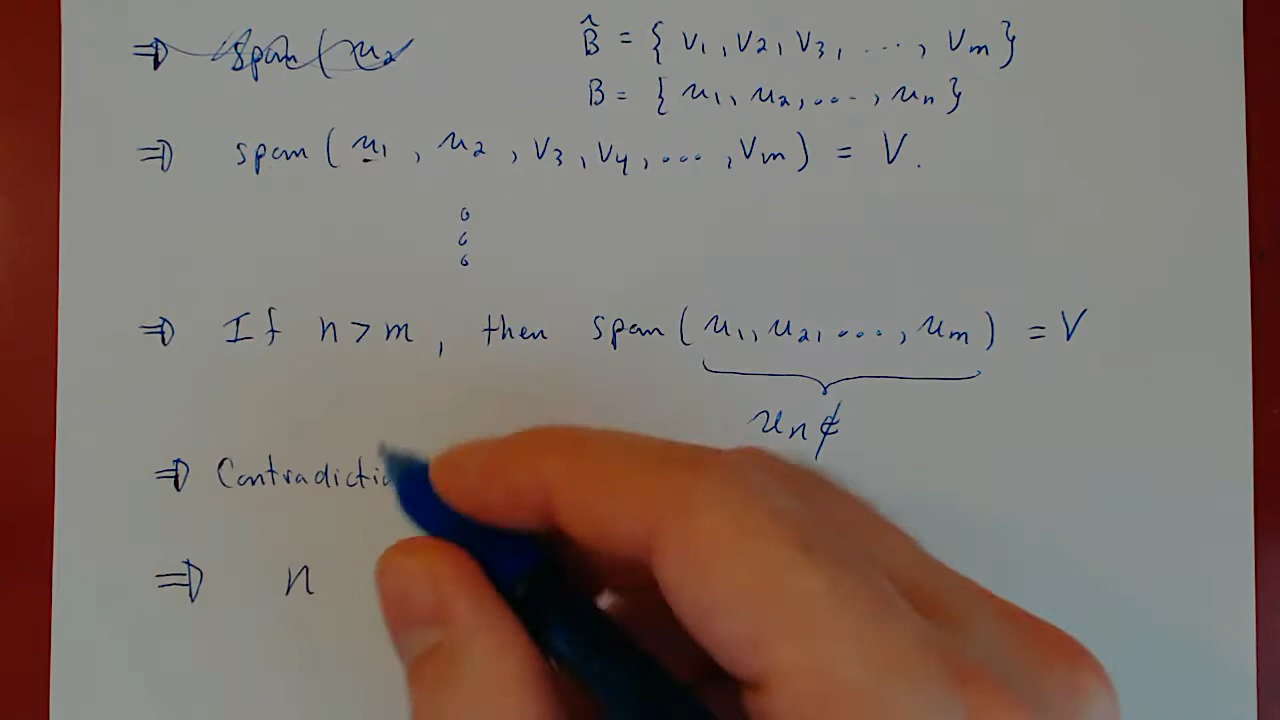 ⇒ span(u₂
B̂ = { v₁, v₂, v₃, ..., vₘ }
B = { u₁, u₂, ..., uₙ }
⇒ span( u₁, u₂, v₃, v₄, ..., vₘ ) = V.
⋮
⇒ If n > m, then span( u₁, u₂, ..., uₘ ) = V
uₙ ∉
⇒ Contradicti
⇒ n